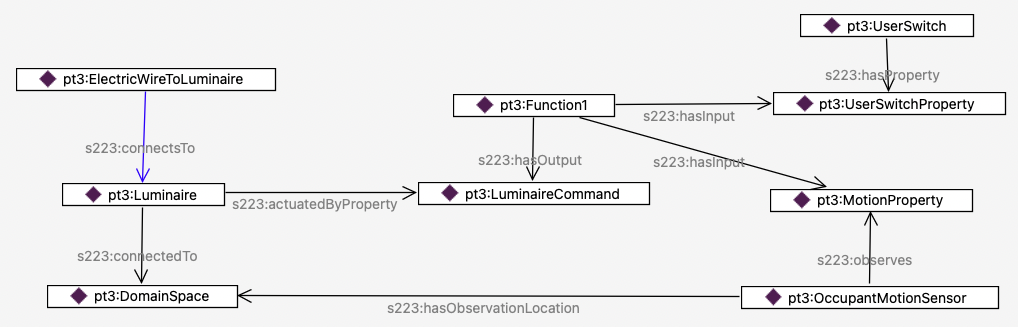 pt3:UserSwitch
s223:hasProperty
pt3:ElectricWireToLuminaire
pt3:Function1
pt3:UserSwitchProperty
s223:hasInput
s223:connectsTo
s223:hasOutput
s223:hasInput
pt3:Luminaire
pt3:LuminaireCommand
s223:actuatedByProperty
pt3:MotionProperty
s223:connectedTo
s223:observes
pt3:DomainSpace
s223:hasObservationLocation
pt3:OccupantMotionSensor